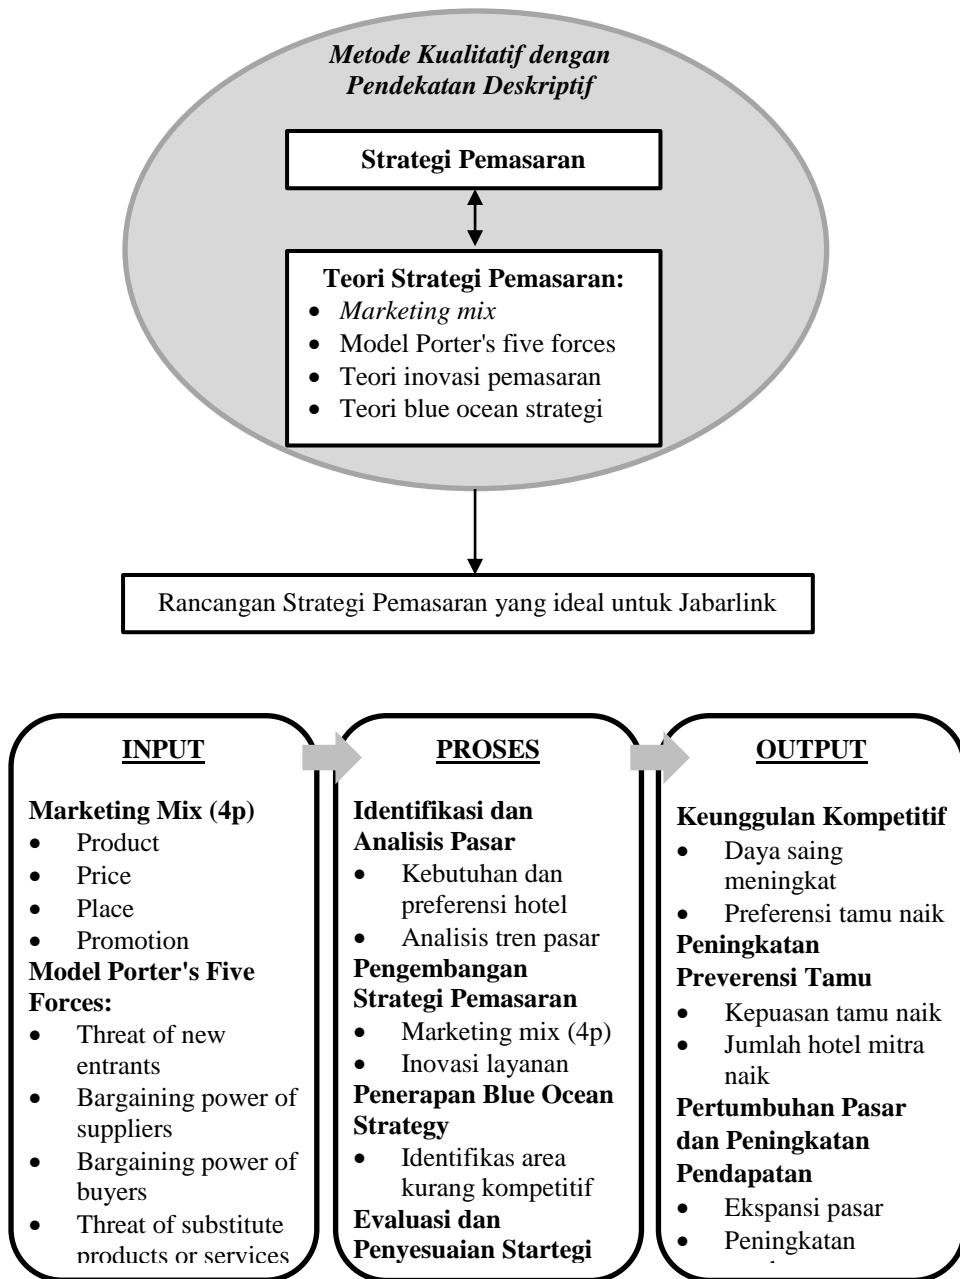 Metode Kualitatif dengan
Pendekatan Deskriptif
Strategi Pemasaran
Teori Strategi Pemasaran:
• Marketing mix
• Model Porter's five forces
• Teori inovasi pemasaran
• Teori blue ocean strategi
Rancangan Strategi Pemasaran yang ideal untuk Jabarlink
INPUT
Marketing Mix (4p)
• Product
• Price
• Place
• Promotion
Model Porter's Five
Forces:
• Threat of new
entrants
• Bargaining power of
suppliers
• Bargaining power of
buyers
• Threat of substitute
products or services
PROSES
Identifikasi dan
Analisis Pasar
• Kebutuhan dan
preferensi hotel
• Analisis tren pasar
Pengembangan
Strategi Pemasaran
• Marketing mix (4p)
• Inovasi layanan
Penerapan Blue Ocean
Strategy
• Identifikas area
kurang kompetitif
Evaluasi dan
Penyesuaian Startegi
OUTPUT
Keunggulan Kompetitif
• Daya saing
meningkat
• Preferensi tamu naik
Peningkatan
Preverensi Tamu
• Kepuasan tamu naik
• Jumlah hotel mitra
naik
Pertumbuhan Pasar
dan Peningkatan
Pendapatan
• Ekspansi pasar
• Peningkatan